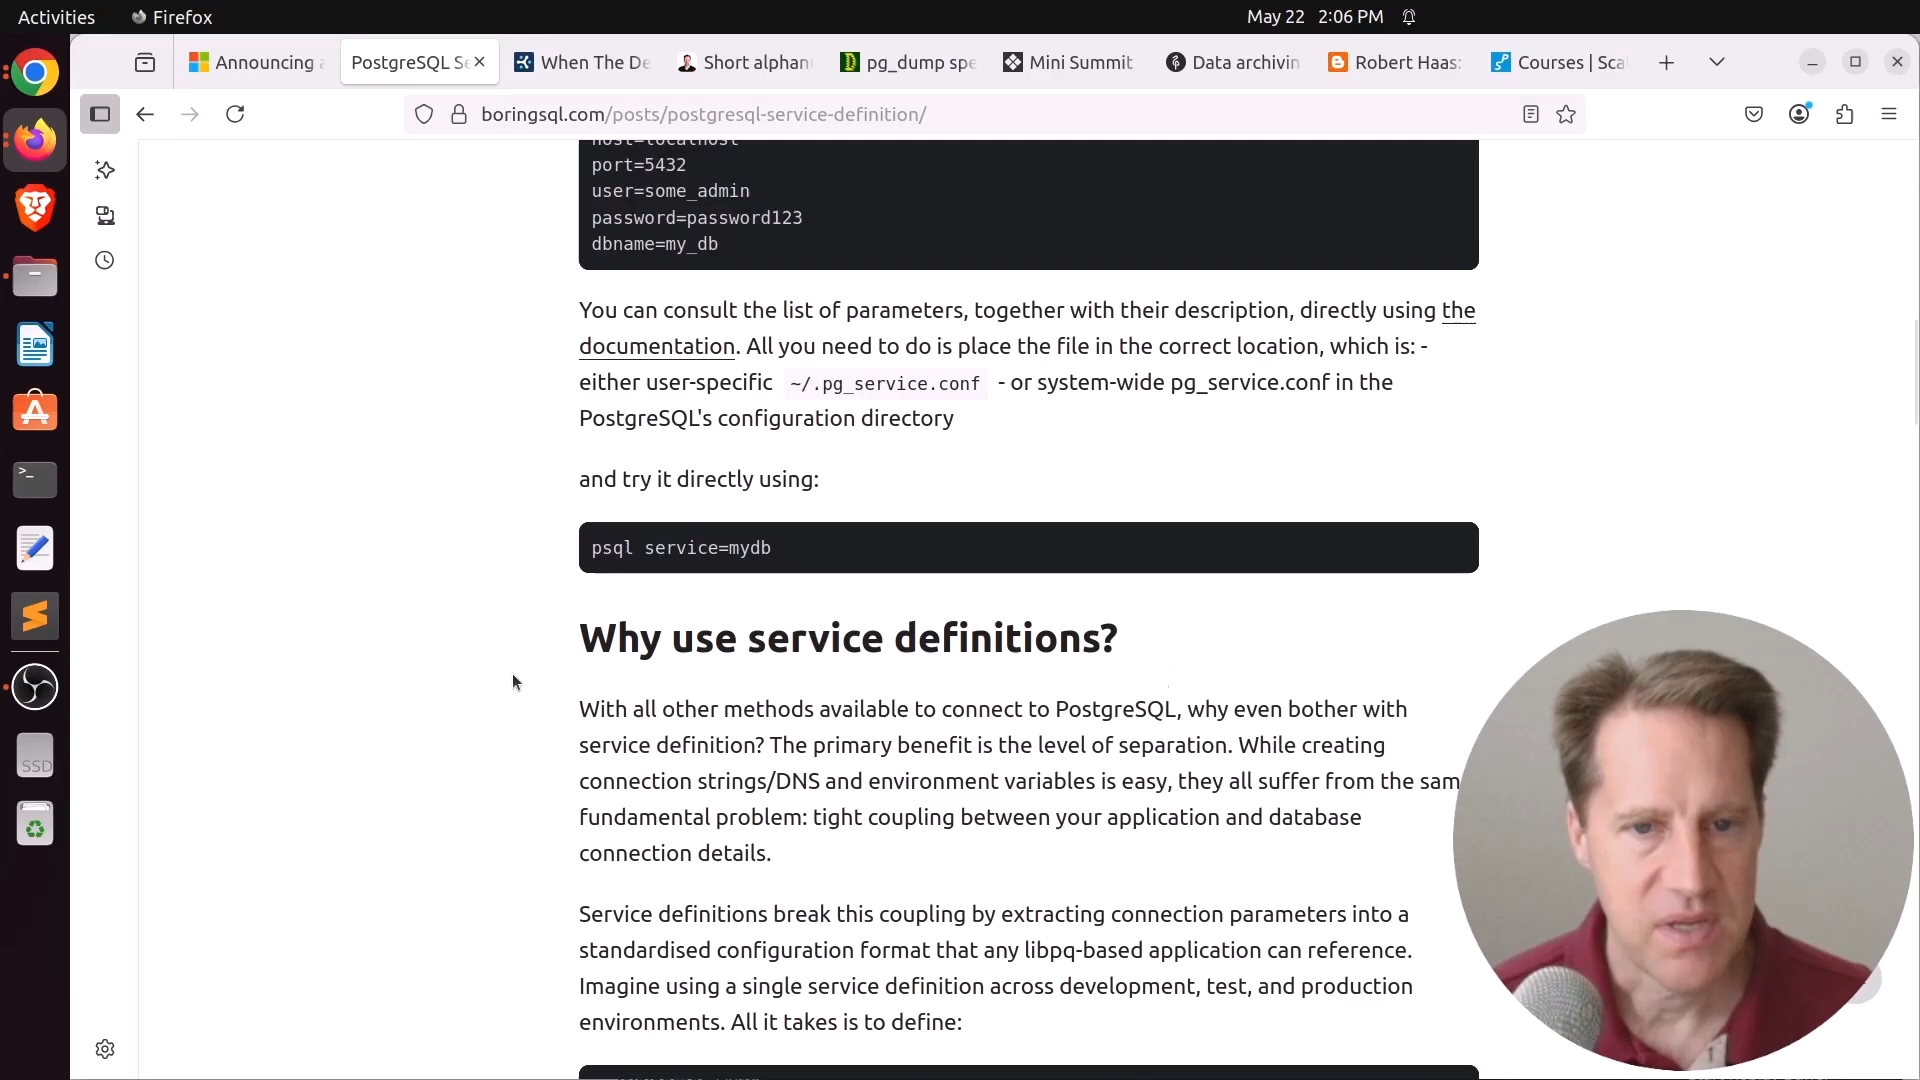 Activities
Firefox
May 22 2:06 PM
Announcing
PostgreSQL Se
When The De
Short alphan
pg_dump spe
Mini Summit
Data archivin
Robert Haas:
Courses | Sca
boringsql.com/posts/postgresql-service-definition/
host=localhost
port=5432
user=some_admin
password=password123
dbname=my_db
You can consult the list of parameters, together with their description, directly using the
documentation. All you need to do is place the file in the correct location, which is: -
either user-specific ~/.pg_service.conf - or system-wide pg_service.conf in the
PostgreSQL's configuration directory
and try it directly using:
psql service=mydb
Why use service definitions?
With all other methods available to connect to PostgreSQL, why even bother with
service definition? The primary benefit is the level of separation. While creating
connection strings/DNS and environment variables is easy, they all suffer from the sam
fundamental problem: tight coupling between your application and database
connection details.
Service definitions break this coupling by extracting connection parameters into a
standardised configuration format that any libpq-based application can reference.
Imagine using a single service definition across development, test, and production
environments. All it takes is to define:
SSD